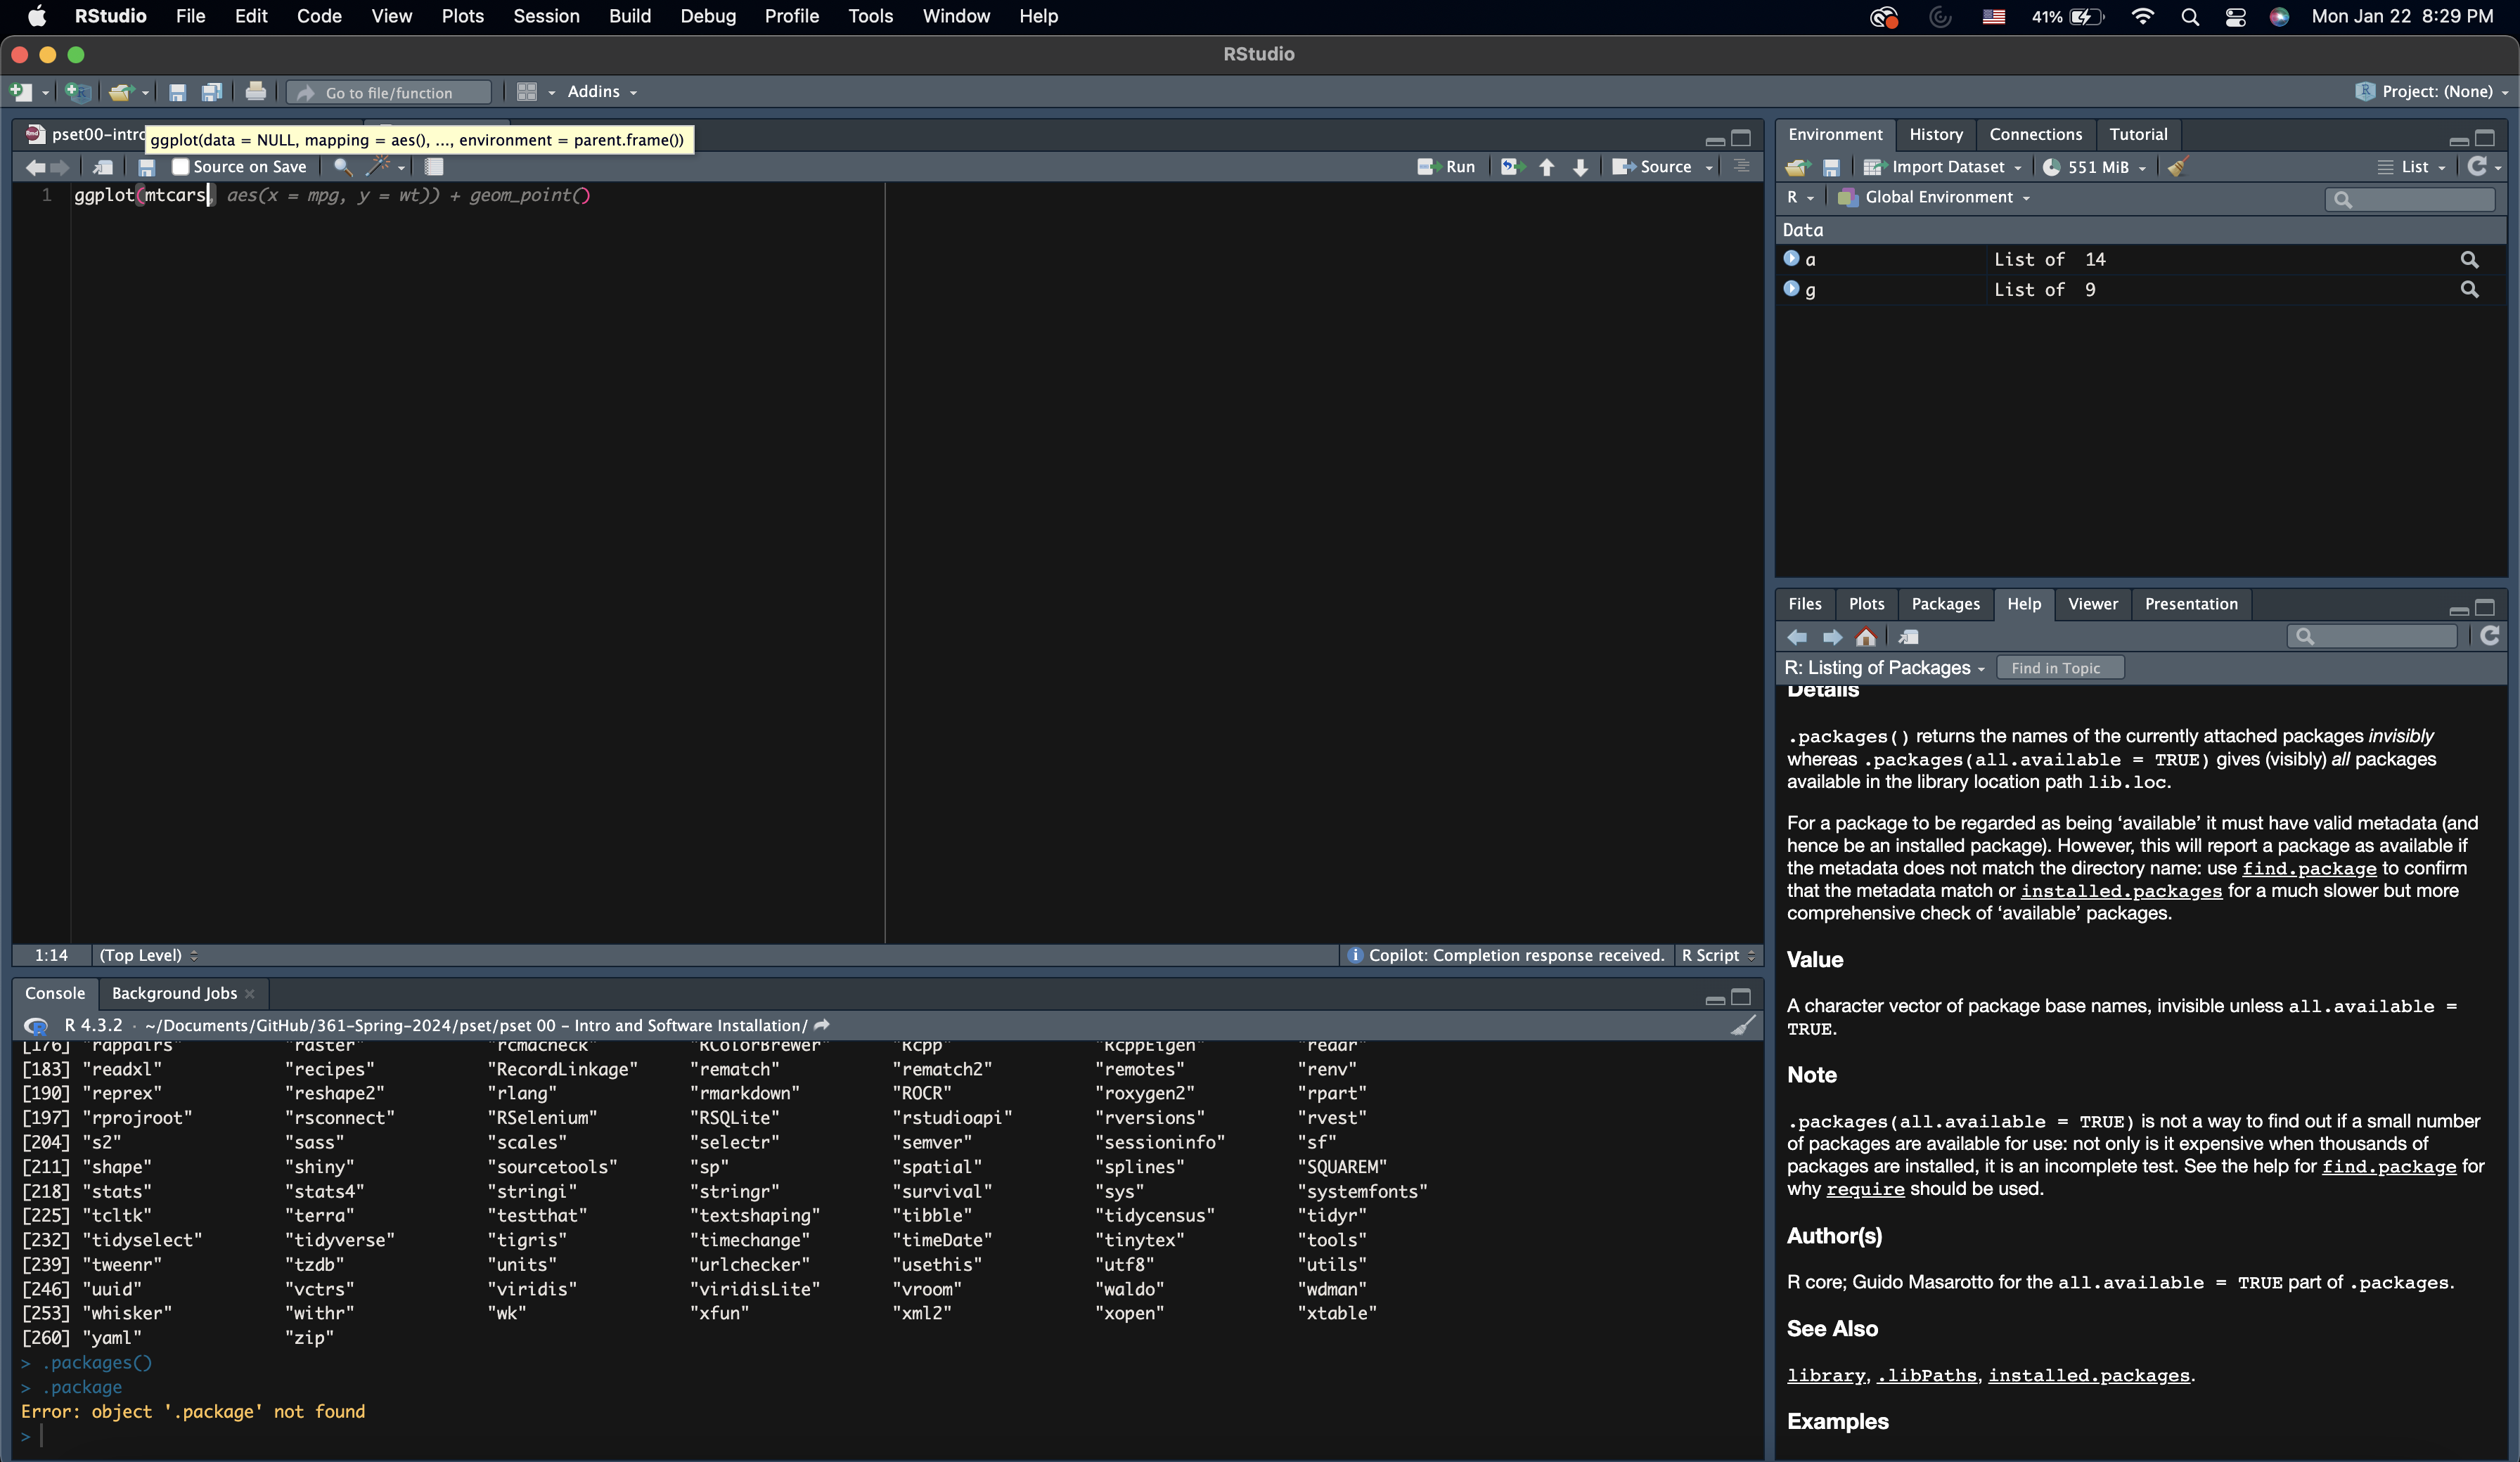 RStudio File Edit Code View Plots Session Build Debug Profile Tools Window Help 41% Mon Jan 22 8:29 PM
RStudio
Go to file/function Addins Project: (None)
pset00-intro
ggplot(data = NULL, mapping = aes(), ..., environment = parent.frame())
Source on Save Run Source
1 ggplot(mtcars, aes(x = mpg, y = wt)) + geom_point()
1:14 (Top Level) Copilot: Completion response received. R Script
Console Background Jobs
R 4.3.2 · ~/Documents/GitHub/361-Spring-2024/pset/pset 00 - Intro and Software Installation/
[176] "rappairs" "raster" "rcmdcheck" "RColorBrewer" "Rcpp" "RcppEigen" "readr"
[183] "readxl" "recipes" "RecordLinkage" "rematch" "rematch2" "remotes" "renv"
[190] "reprex" "reshape2" "rlang" "rmarkdown" "ROCR" "roxygen2" "rpart"
[197] "rprojroot" "rsconnect" "RSelenium" "RSQLite" "rstudioapi" "rversions" "rvest"
[204] "s2" "sass" "scales" "selectr" "semver" "sessioninfo" "sf"
[211] "shape" "shiny" "sourcetools" "sp" "spatial" "splines" "SQUAREM"
[218] "stats" "stats4" "stringi" "stringr" "survival" "sys" "systemfonts"
[225] "tcltk" "terra" "testthat" "textshaping" "tibble" "tidycensus" "tidyr"
[232] "tidyselect" "tidyverse" "tigris" "timechange" "timeDate" "tinytex" "tools"
[239] "tweenr" "tzdb" "units" "urlchecker" "usethis" "utf8" "utils"
[246] "uuid" "vctrs" "viridis" "viridisLite" "vroom" "waldo" "wdman"
[253] "whisker" "withr" "wk" "xfun" "xml2" "xopen" "xtable"
[260] "yaml" "zip"
> .packages()
> .package
Error: object '.package' not found
>
Environment History Connections Tutorial
Import Dataset 551 MiB List
R Global Environment
Data
a List of 14
g List of 9
Files Plots Packages Help Viewer Presentation
R: Listing of Packages Find in Topic
Details
.packages() returns the names of the currently attached packages invisibly
whereas .packages(all.available = TRUE) gives (visibly) all packages
available in the library location path lib.loc.
For a package to be regarded as being ‘available’ it must have valid metadata (and
hence be an installed package). However, this will report a package as available if
the metadata does not match the directory name: use find.package to confirm
that the metadata match or installed.packages for a much slower but more
comprehensive check of ‘available’ packages.
Value
A character vector of package base names, invisible unless all.available =
TRUE.
Note
.packages(all.available = TRUE) is not a way to find out if a small number
of packages are available for use: not only is it expensive when thousands of
packages are installed, it is an incomplete test. See the help for find.package for
why require should be used.
Author(s)
R core; Guido Masarotto for the all.available = TRUE part of .packages.
See Also
library, .libPaths, installed.packages.
Examples